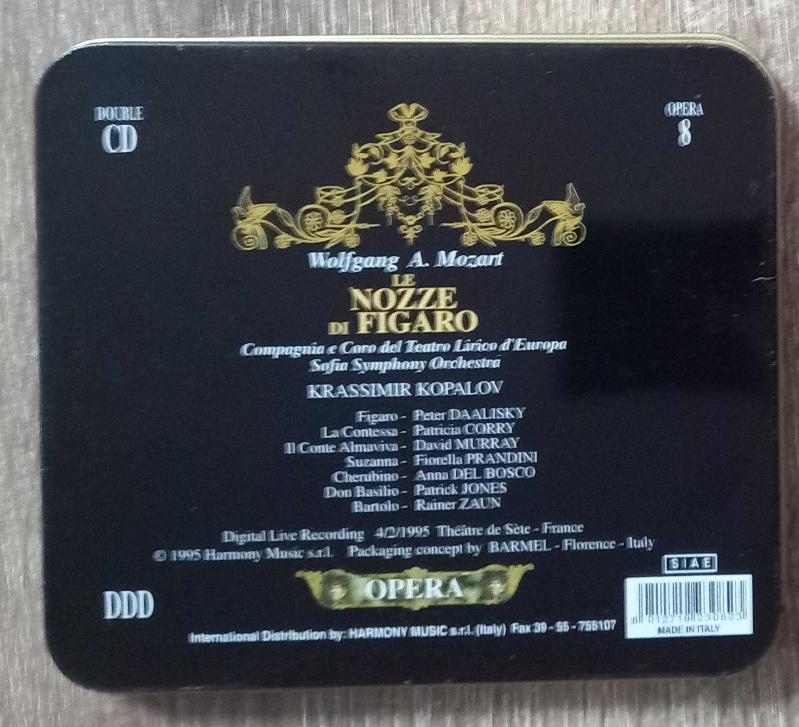 DOUBLE
CD
OPERA
8
Wolfgang A. Mozart
LE
NOZZE
DI FIGARO
Compagnia e Coro del Teatro Lirico d'Europa
Sofia Symphony Orchestra
KRASSIMIR KOPALOV
Figaro - Peter DAALISKY
La Contessa - Patricia CORRY
Il Conte Almaviva - David MURRAY
Suzanna - Fiorella PRANDINI
Cherubino - Anna DEL BOSCO
Don Basilio - Patrick JONES
Bartolo - Rainer ZAUN
Digital Live Recording 4/2/1995 Théâtre de Sète - France
© 1995 Harmony Music s.r.l. Packaging concept by BARMEL - Florence - Italy
SIAE
DDD
OPERA
International Distribution by: HARMONY MUSIC s.r.l. (Italy) Fax 39 - 55 - 755107
MADE IN ITALY